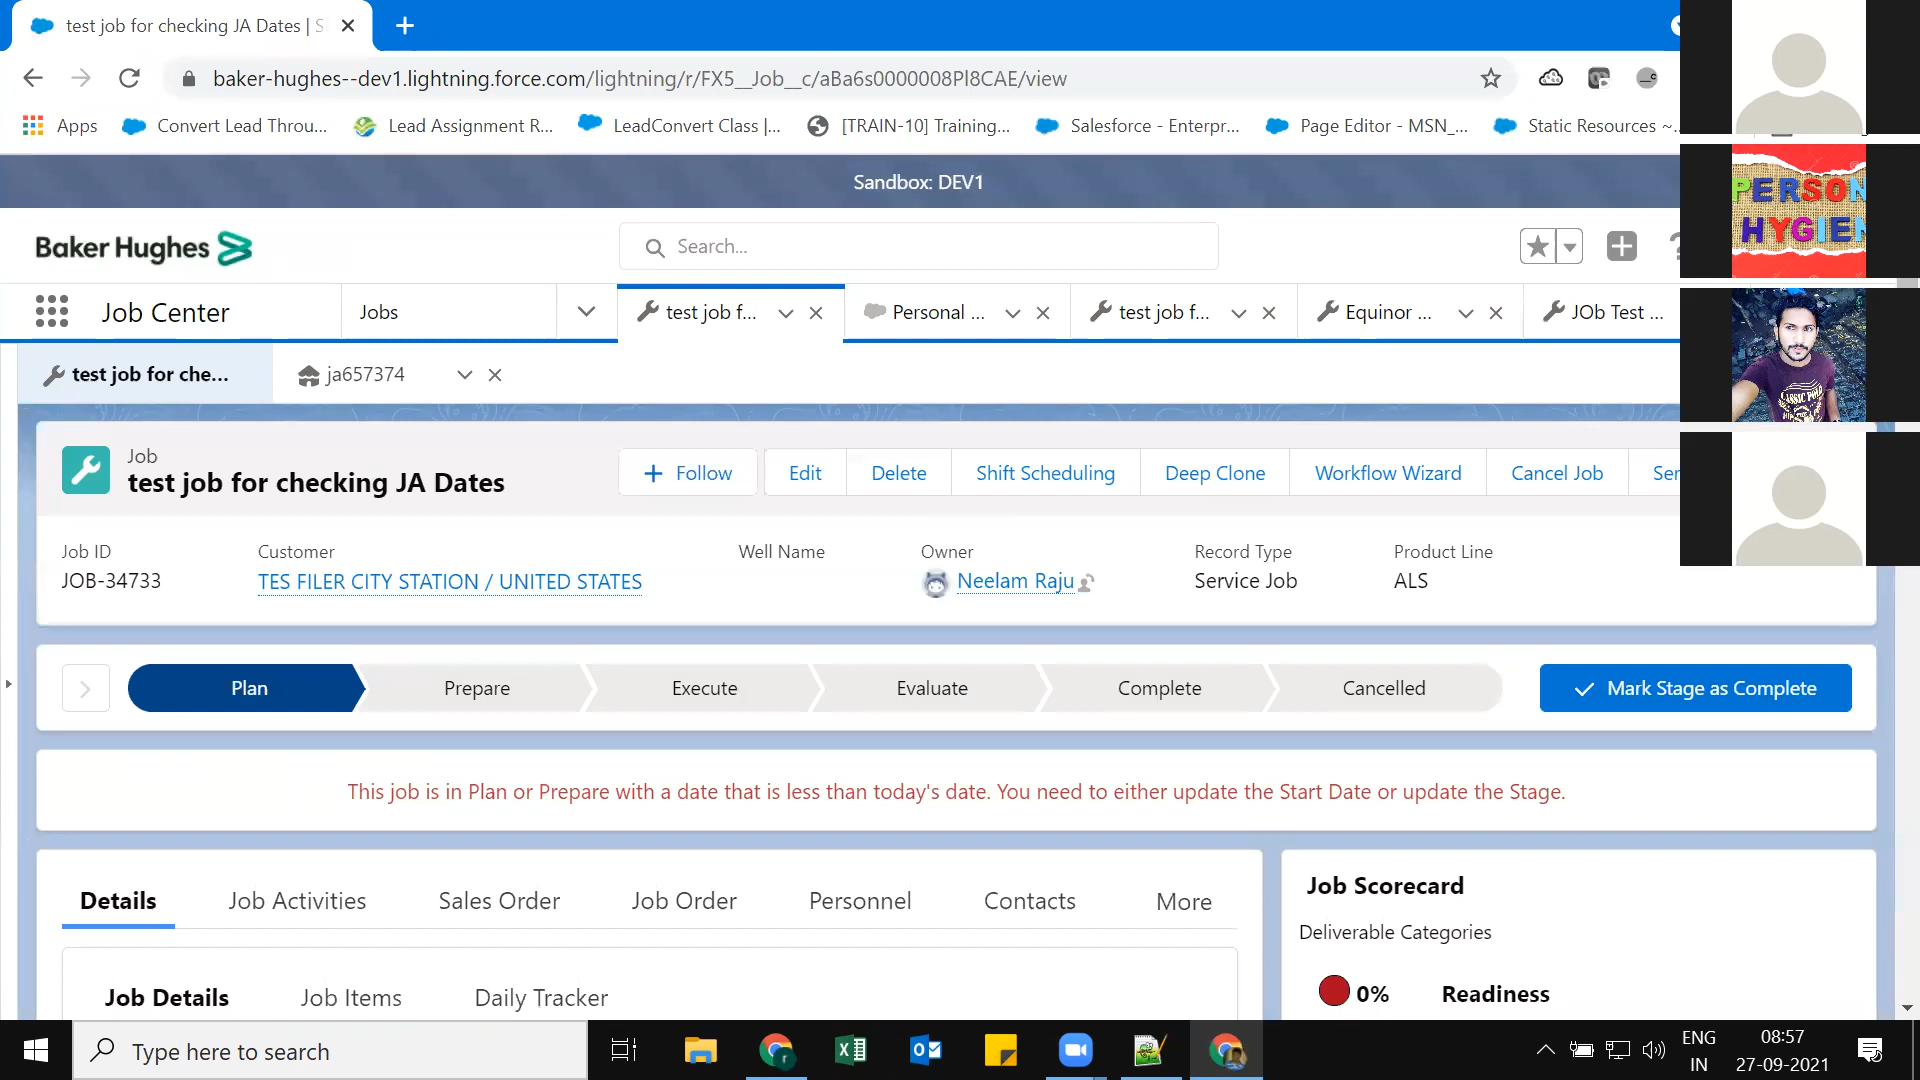 test job for checking JA Dates | S
baker-hughes--dev1.lightning.force.com/lightning/r/FX5__Job__c/aBa6s0000008Pl8CAE/view
Apps Convert Lead Throu... Lead Assignment R... LeadConvert Class |... [TRAIN-10] Training... Salesforce - Enterpr... Page Editor - MSN_... Static Resources ~...
Sandbox: DEV1
PERSON
HYGIE
Baker Hughes
Search...
Job Center Jobs test job f... Personal ... test job f... Equinor ... JOb Test ...
test job for che... ja657374
Job
test job for checking JA Dates
Follow Edit Delete Shift Scheduling Deep Clone Workflow Wizard Cancel Job Ser
Job ID Customer Well Name Owner Record Type Product Line
JOB-34733 TES FILER CITY STATION / UNITED STATES Neelam Raju Service Job ALS
Plan Prepare Execute Evaluate Complete Cancelled Mark Stage as Complete
This job is in Plan or Prepare with a date that is less than today's date. You need to either update the Start Date or update the Stage.
Details Job Activities Sales Order Job Order Personnel Contacts More
Job Details Job Items Daily Tracker
Job Scorecard
Deliverable Categories
0% Readiness
Type here to search
ENG
IN
08:57
27-09-2021